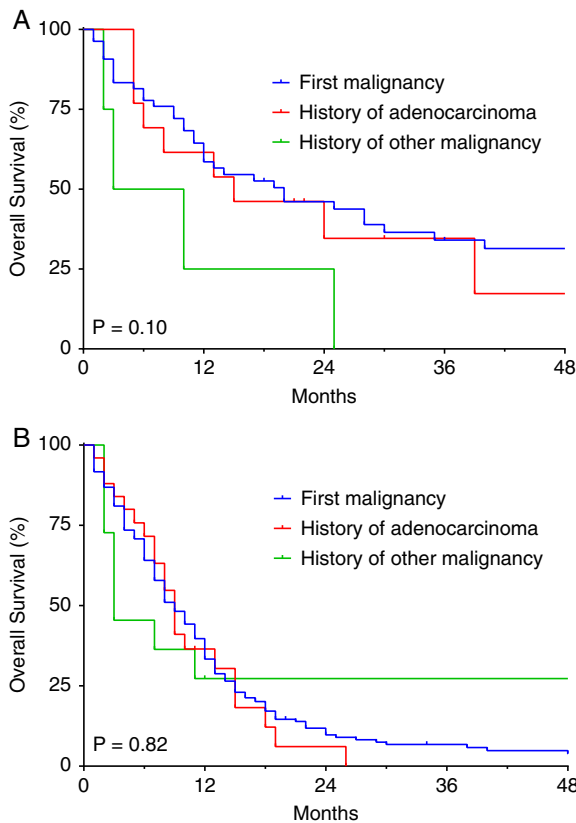 A
100
75
50
25
0
Overall Survival (%)
First malignancy
History of adenocarcinoma
History of other malignancy
P = 0.10
0 12 24 36 48
Months
B
100
75
50
25
0
Overall Survival (%)
First malignancy
History of adenocarcinoma
History of other malignancy
P = 0.82
0 12 24 36 48
Months